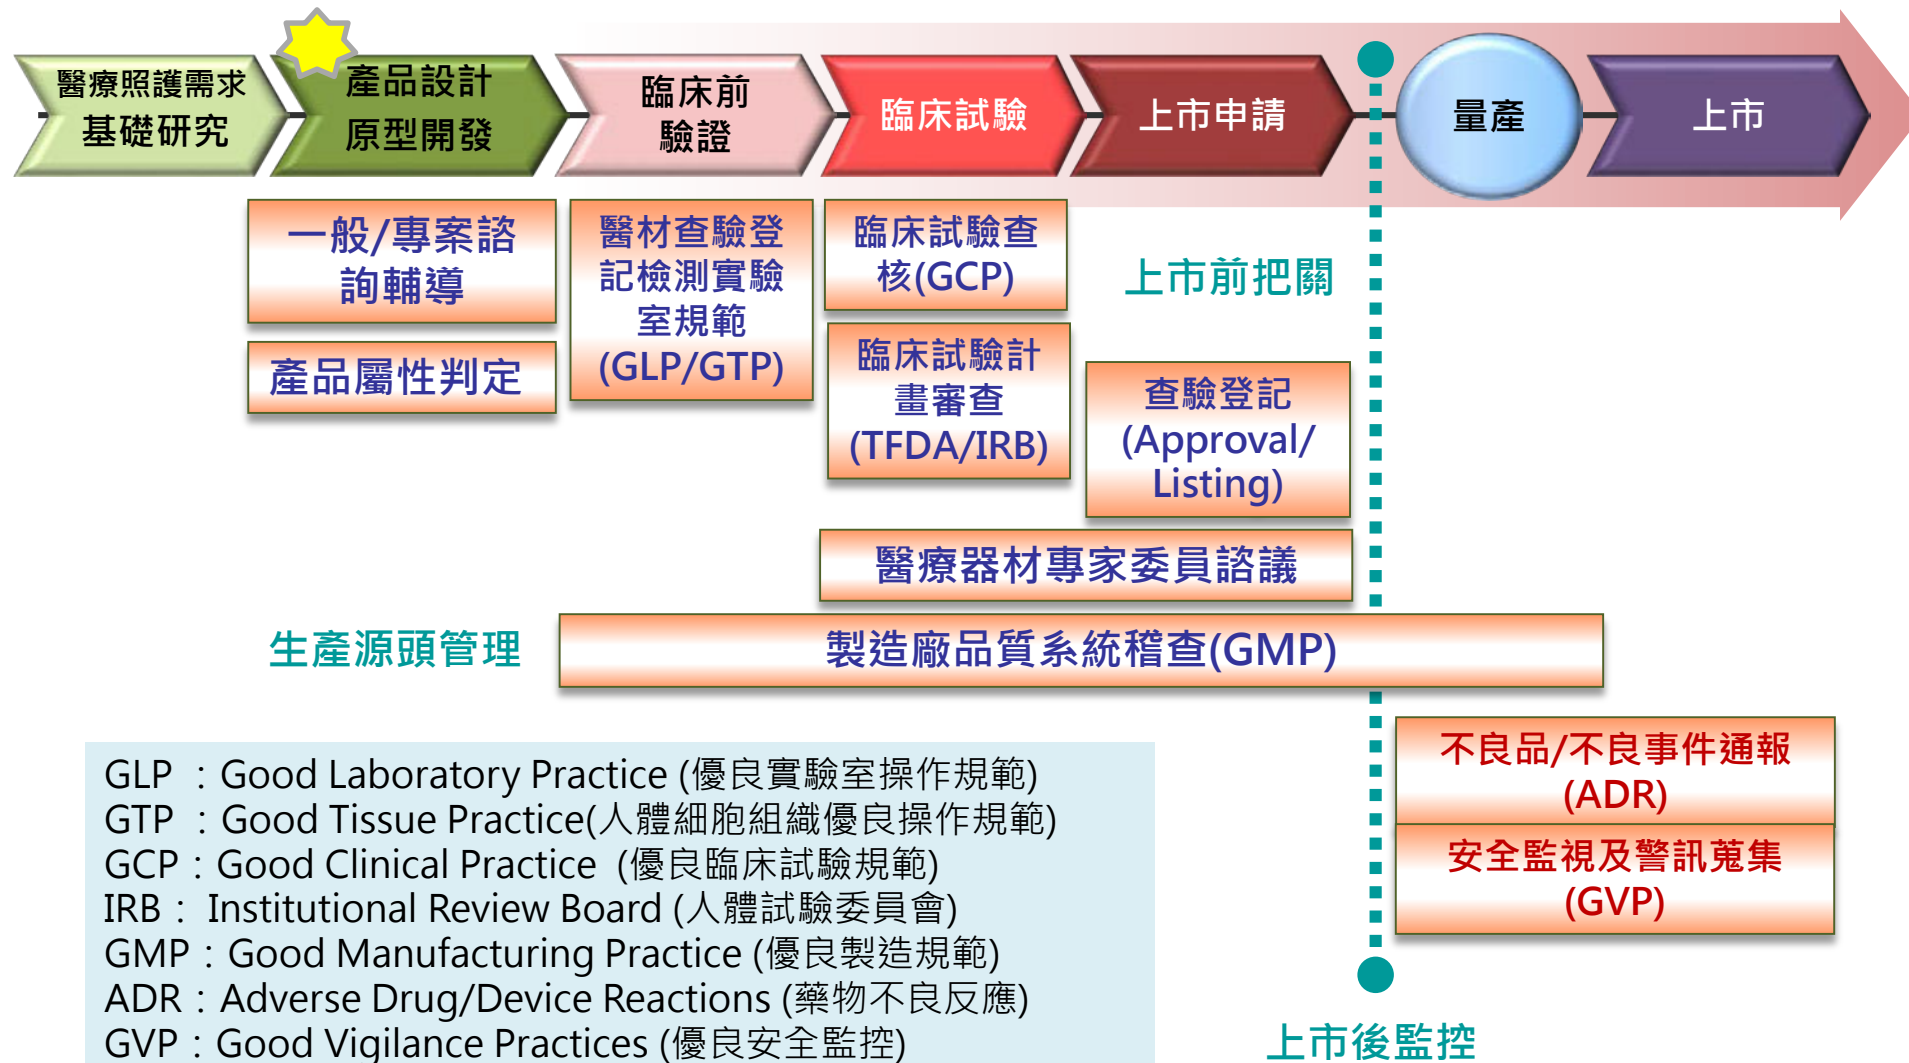 醫療照護需求
基礎研究
產品設計
原型開發
臨床前
驗證
臨床試驗
上市申請
量產
上市
一般/專案諮
詢輔導
產品屬性判定
醫材查驗登
記檢測實驗
室規範
(GLP/GTP)
臨床試驗查
核(GCP)
臨床試驗計
畫審查
(TFDA/IRB)
上市前把關
查驗登記
(Approval/
Listing)
醫療器材專家委員諮議
生產源頭管理
製造廠品質系統稽查(GMP)
不良品/不良事件通報
(ADR)
安全監視及警訊蒐集
(GVP)
上市後監控
GLP ：Good Laboratory Practice (優良實驗室操作規範)
GTP ：Good Tissue Practice(人體細胞組織優良操作規範)
GCP：Good Clinical Practice (優良臨床試驗規範)
IRB： Institutional Review Board (人體試驗委員會)
GMP：Good Manufacturing Practice (優良製造規範)
ADR：Adverse Drug/Device Reactions (藥物不良反應)
GVP：Good Vigilance Practices (優良安全監控)